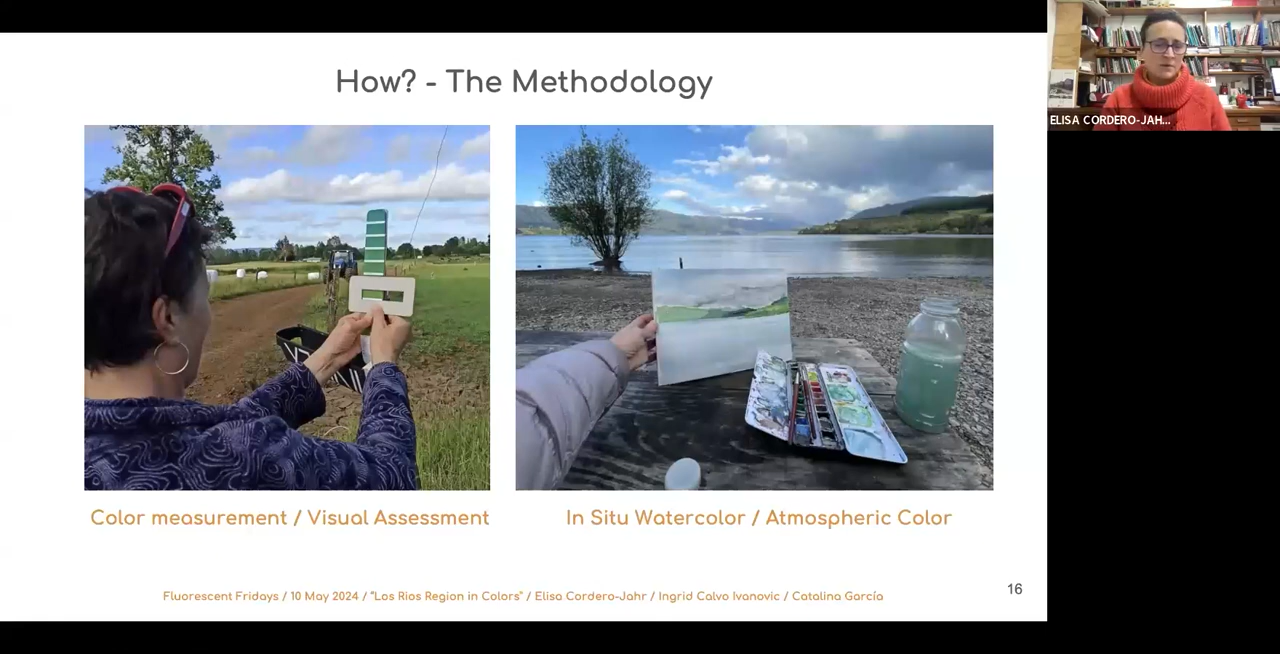 How? - The Methodology
ELISA CORDERO-JAH...
Color measurement / Visual Assessment
In Situ Watercolor / Atmospheric Color
Fluorescent Fridays / 10 May 2024 / “Los Rios Region in Colors” / Elisa Cordero-Jahr / Ingrid Calvo Ivanovic / Catalina García
16